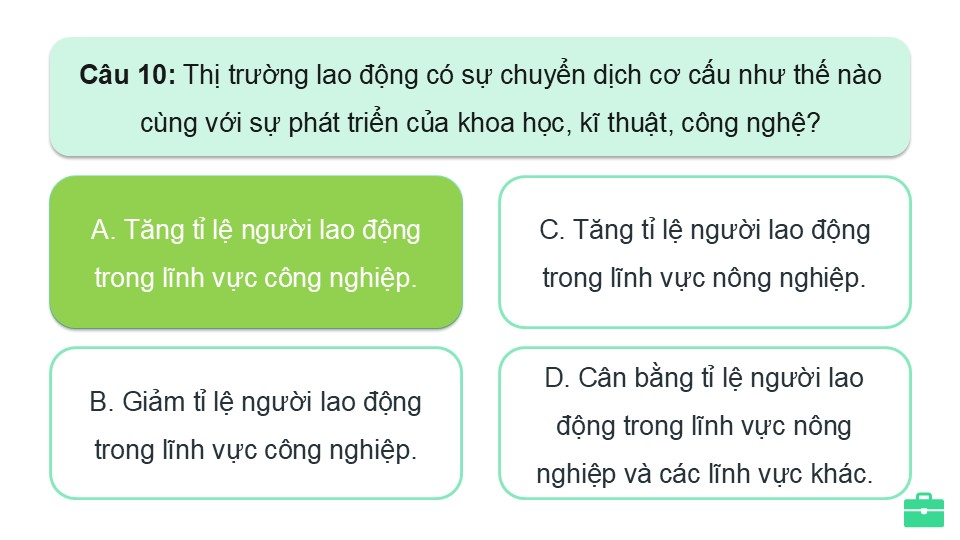 Câu 10: Thị trường lao động có sự chuyển dịch cơ cấu như thế nào
cùng với sự phát triển của khoa học, kĩ thuật, công nghệ?
A. Tăng tỉ lệ người lao động
trong lĩnh vực công nghiệp.
C. Tăng tỉ lệ người lao động
trong lĩnh vực nông nghiệp.
B. Giảm tỉ lệ người lao động
trong lĩnh vực công nghiệp.
D. Cân bằng tỉ lệ người lao
động trong lĩnh vực nông
nghiệp và các lĩnh vực khác.